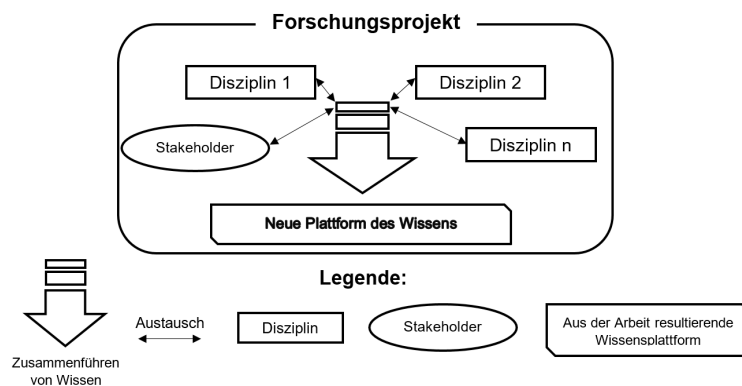 Forschungsprojekt
Disziplin 1
Disziplin 2
Stakeholder
Disziplin n
Neue Plattform des Wissens
Legende:
Austausch
Disziplin
Stakeholder
Aus der Arbeit resultierende
Wissensplattform
Zusammenführen
von Wissen